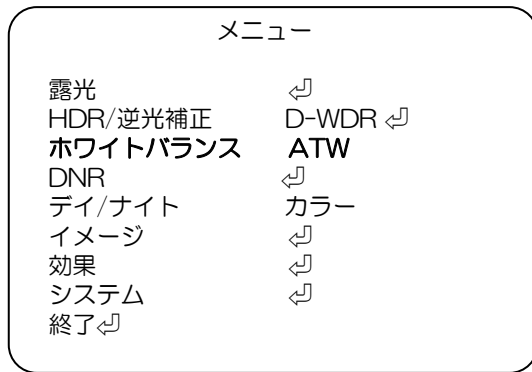 メニュー
露光 ⏎
HDR/逆光補正 D-WDR ⏎
ホワイトバランス ATW
DNR ⏎
デイ/ナイト カラー
イメージ ⏎
効果 ⏎
システム ⏎
終了⏎